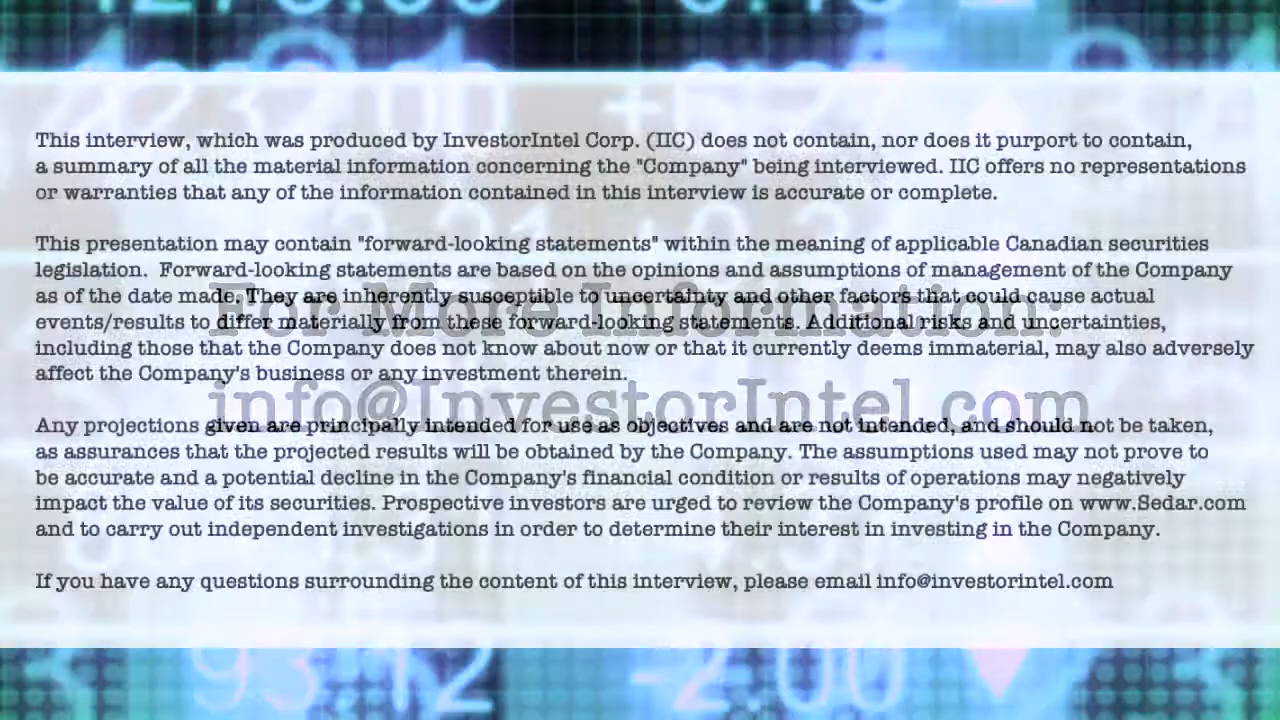 This interview, which was produced by InvestorIntel Corp. (IIC) does not contain, nor does it purport to contain,
a summary of all the material information concerning the "Company" being interviewed. IIC offers no representations
or warranties that any of the information contained in this interview is accurate or complete.
This presentation may contain "forward-looking statements" within the meaning of applicable Canadian securities
legislation.  Forward-looking statements are based on the opinions and assumptions of management of the Company
as of the date made. They are inherently susceptible to uncertainty and other factors that could cause actual
events/results to differ materially from these forward-looking statements. Additional risks and uncertainties,
including those that the Company does not know about now or that it currently deems immaterial, may also adversely
affect the Company's business or any investment therein.
Any projections given are principally intended for use as objectives and are not intended, and should not be taken,
as assurances that the projected results will be obtained by the Company. The assumptions used may not prove to
be accurate and a potential decline in the Company's financial condition or results of operations may negatively
impact the value of its securities. Prospective investors are urged to review the Company's profile on www.Sedar.com
and to carry out independent investigations in order to determine their interest in investing in the Company.
If you have any questions surrounding the content of this interview, please email info@investorintel.com
For More Information:
info@InvestorIntel.com
93.12 -2.00